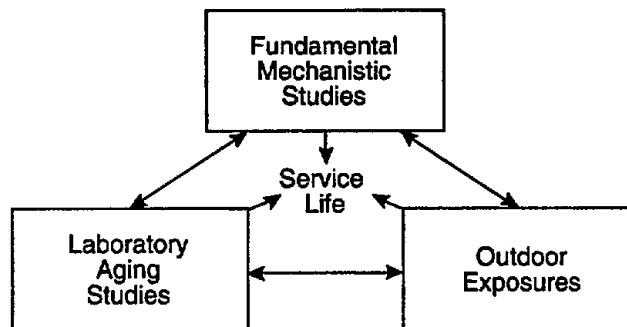 Fundamental
Mechanistic
Studies
Service
Life
Laboratory
Aging
Studies
Outdoor
Exposures